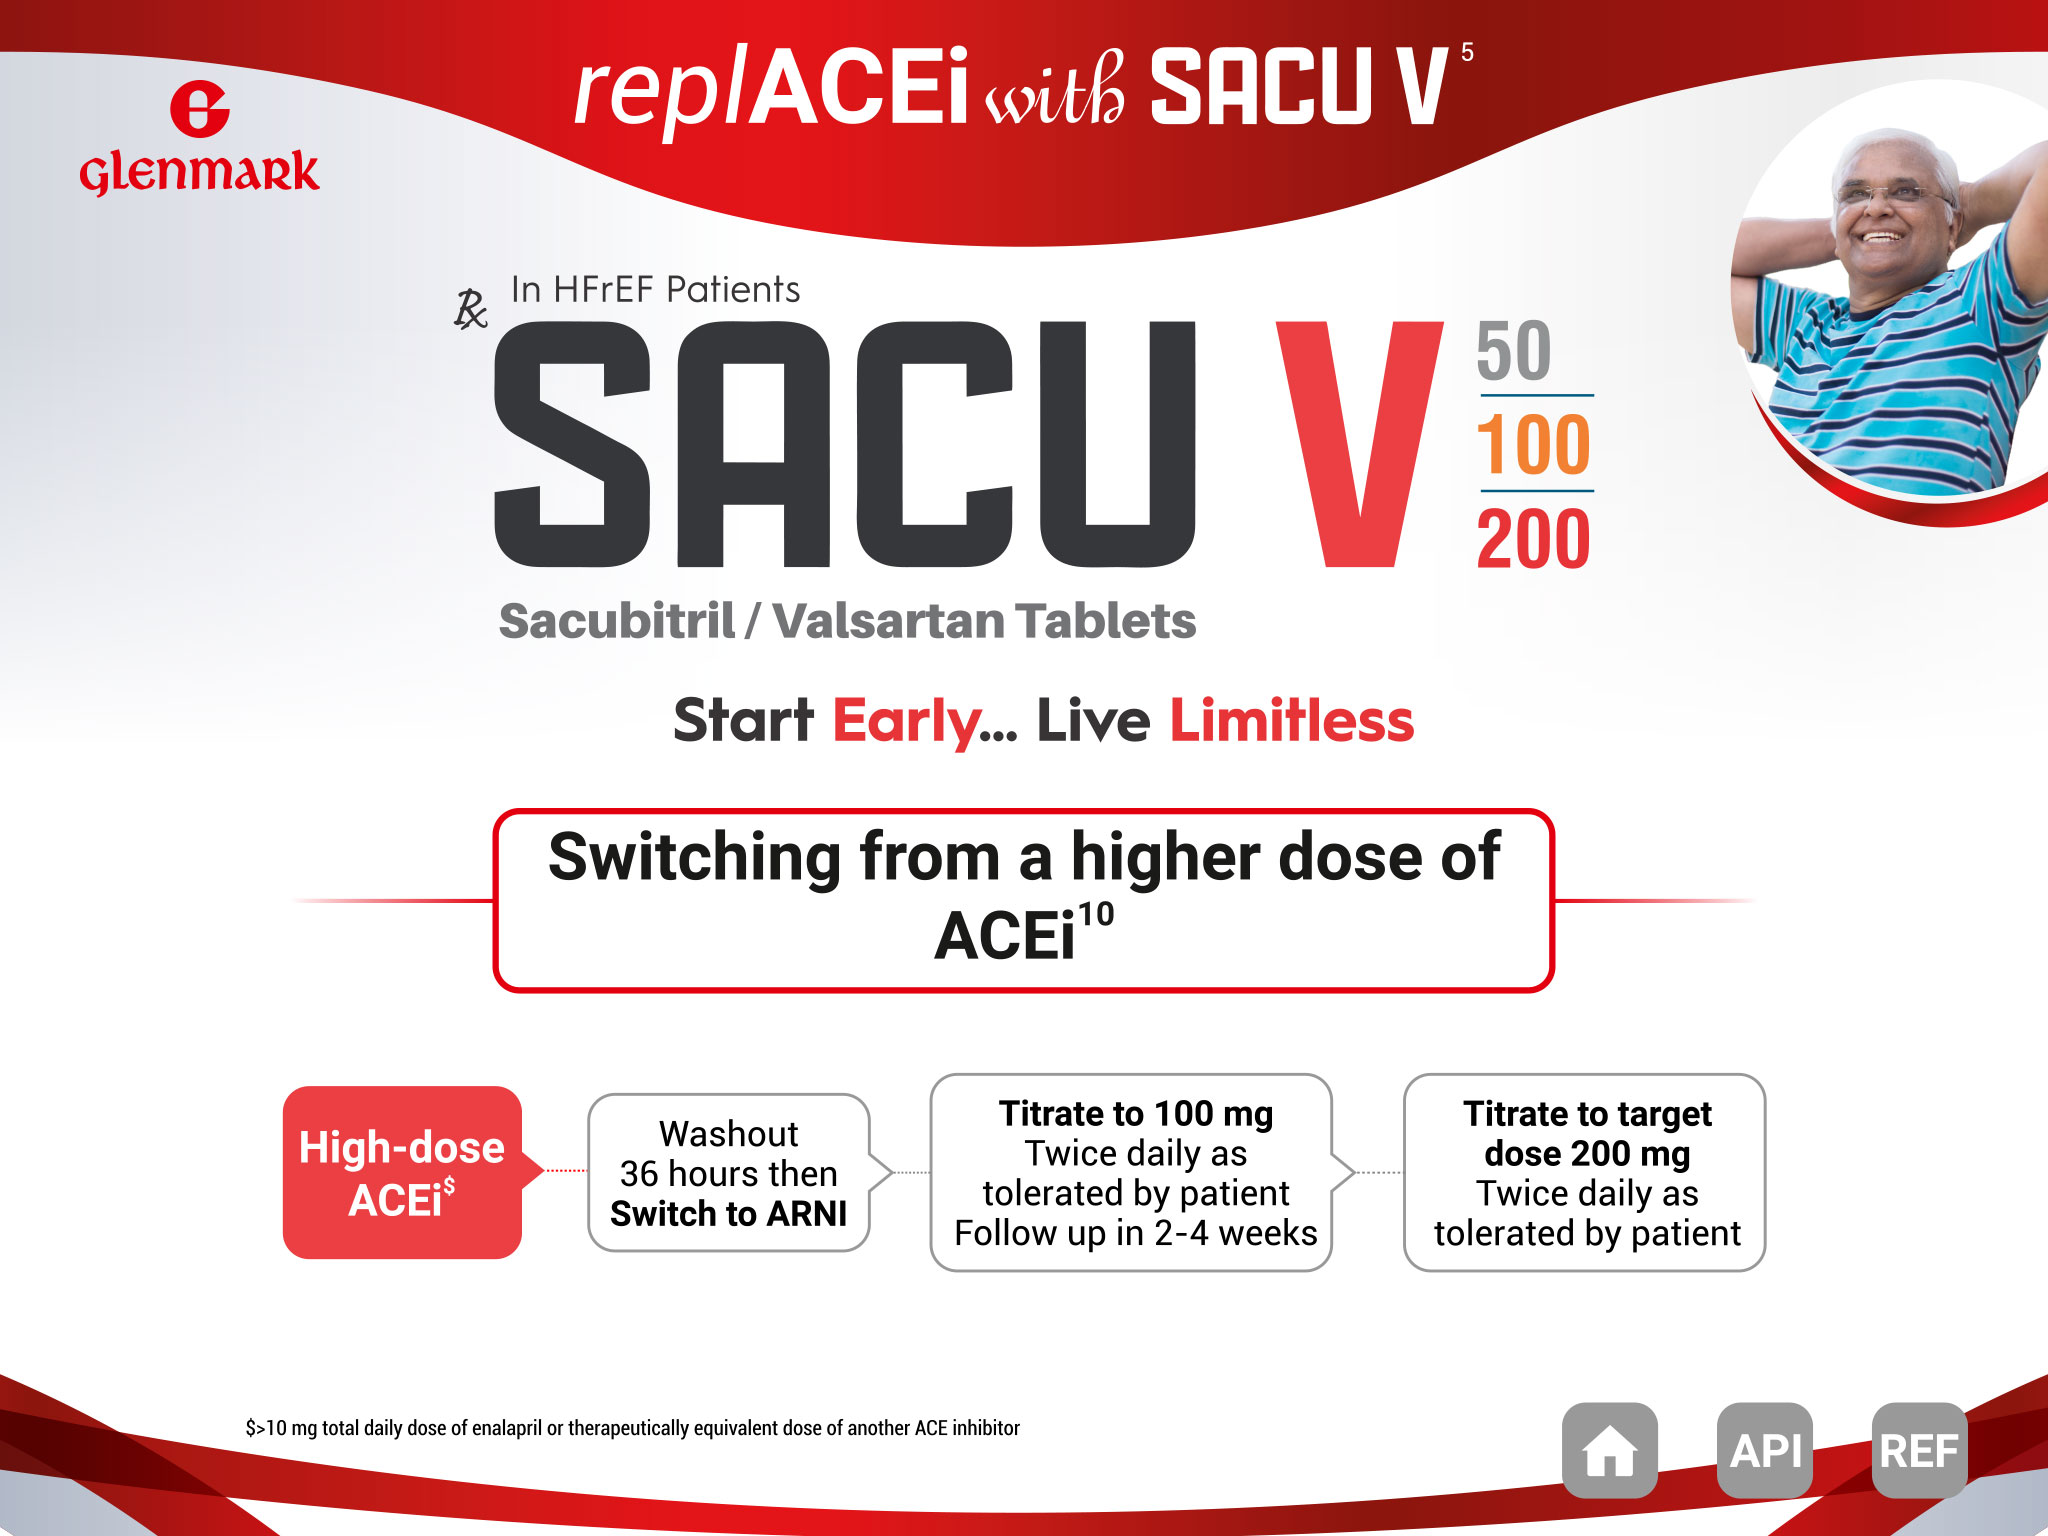 replACEi with SACU V 5
glenmark
Rx In HFrEF Patients
SACU V
50
100
200
Sacubitril / Valsartan Tablets
Start Early... Live Limitless
Switching from a higher dose of
ACEi10
High-dose
ACEi$
Washout
36 hours then
Switch to ARNI
Titrate to 100 mg
Twice daily as
tolerated by patient
Follow up in 2-4 weeks
Titrate to target
dose 200 mg
Twice daily as
tolerated by patient
$>10 mg total daily dose of enalapril or therapeutically equivalent dose of another ACE inhibitor
API
REF